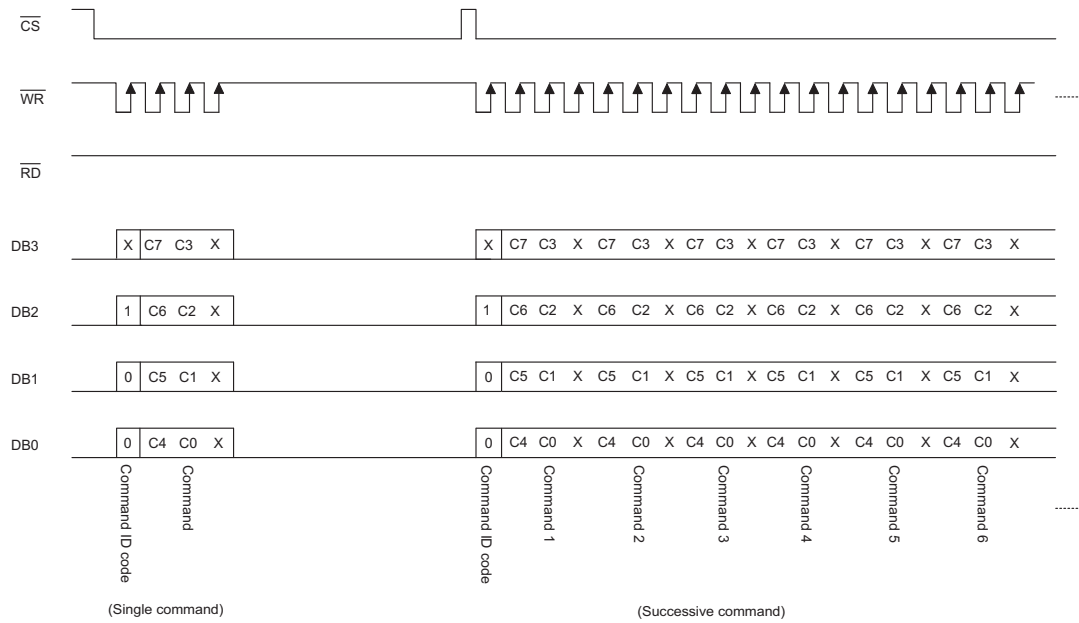 CS
WR
RD
DB3 X C7 C3 X X C7 C3 X C7 C3 X C7 C3 X C7 C3 X C7 C3 X C7 C3 X
DB2 1 C6 C2 X 1 C6 C2 X C6 C2 X C6 C2 X C6 C2 X C6 C2 X C6 C2 X
DB1 0 C5 C1 X 0 C5 C1 X C5 C1 X C5 C1 X C5 C1 X C5 C1 X C5 C1 X
DB0 0 C4 C0 X 0 C4 C0 X C4 C0 X C4 C0 X C4 C0 X C4 C0 X C4 C0 X
Command ID code
Command
Command ID code
Command 1
Command 2
Command 3
Command 4
Command 5
Command 6
(Single command)
(Successive command)